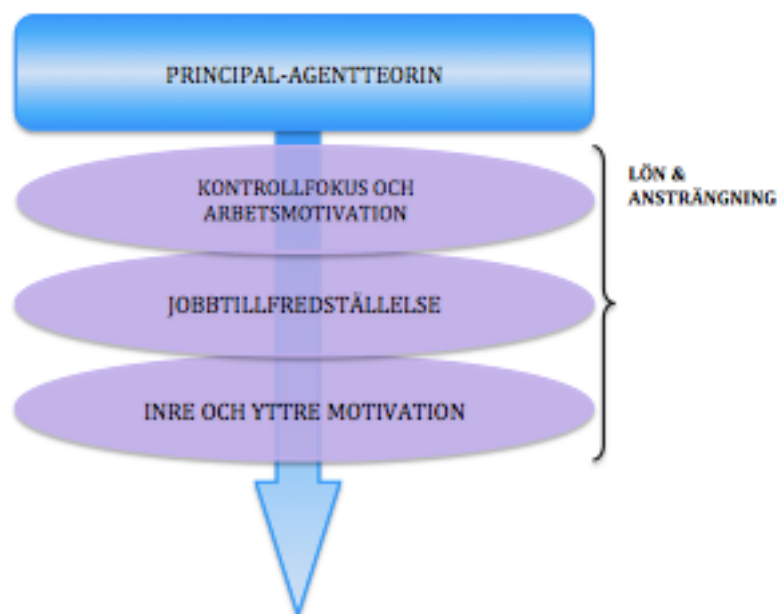 PRINCIPAL-AGENTTEORIN
KONTROLLFOKUS OCH
ARBETSMOTIVATION
LÖN &
ANSTRÄNGNING
JOBBTILLFREDSTÄLLELSE
INRE OCH YTTRE MOTIVATION